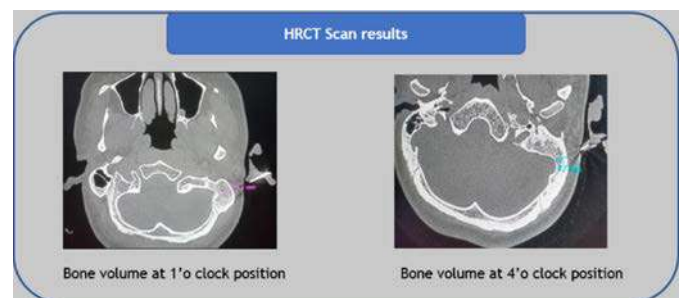 HRCT Scan results
Bone volume at 1'o clock position
Bone volume at 4'o clock position